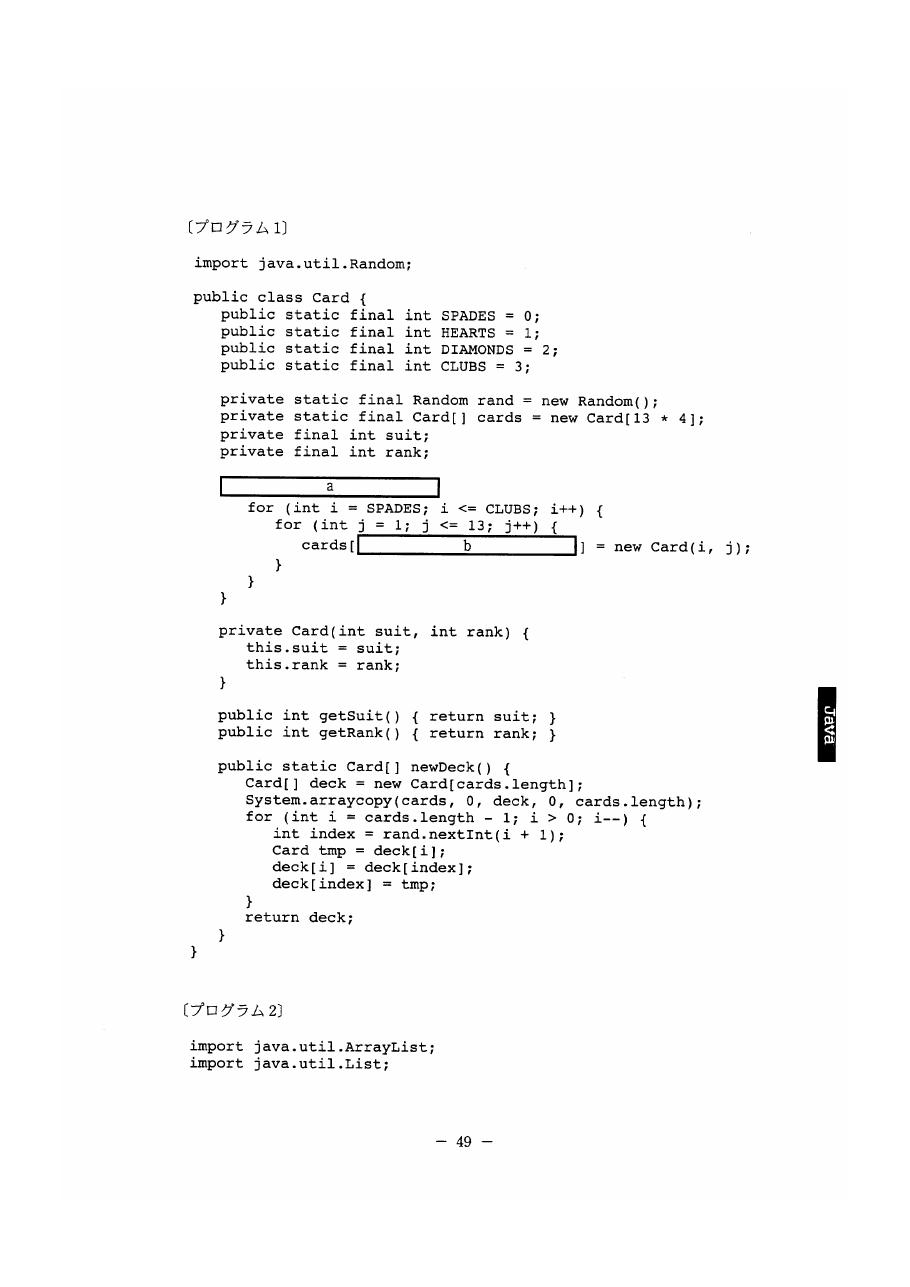 〔プログラム1〕
import java.util.Random;
public class Card {
public static final int SPADES = 0;
public static final int HEARTS = 1;
public static final int DIAMONDS = 2;
public static final int CLUBS = 3;
private static final Random rand = new Random();
private static final Card[] cards = new Card[13 * 4];
private final int suit;
private final int rank;
a
for (int i = SPADES; i <= CLUBS; i++) {
for (int j = 1; j <= 13; j++) {
cards[ b ] = new Card(i, j);
}
}
}
private Card(int suit, int rank) {
this.suit = suit;
this.rank = rank;
}
public int getSuit() { return suit; }
public int getRank() { return rank; }
public static Card[] newDeck() {
Card[] deck = new Card[cards.length];
System.arraycopy(cards, 0, deck, 0, cards.length);
for (int i = cards.length - 1; i > 0; i--) {
int index = rand.nextInt(i + 1);
Card tmp = deck[i];
deck[i] = deck[index];
deck[index] = tmp;
}
return deck;
}
}
Java
〔プログラム2〕
import java.util.ArrayList;
import java.util.List;
− 49 −